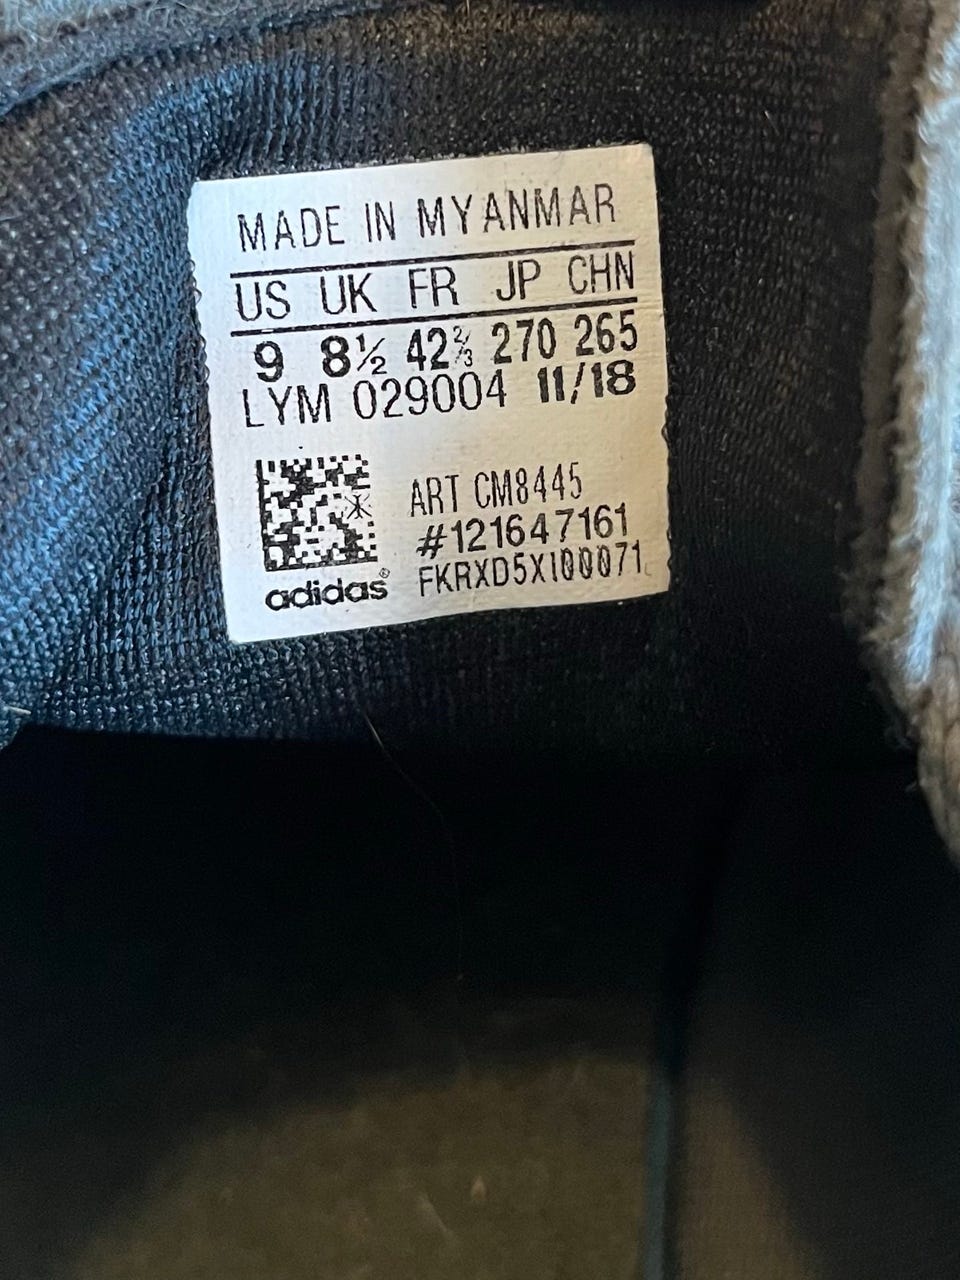 MADE IN MYANMAR
US UK FR JP CHN
9 8½ 42⅔ 270 265
LYM 029004 11/18
ART CM8445
#121647161
FKRXD5XI00071
adidas®